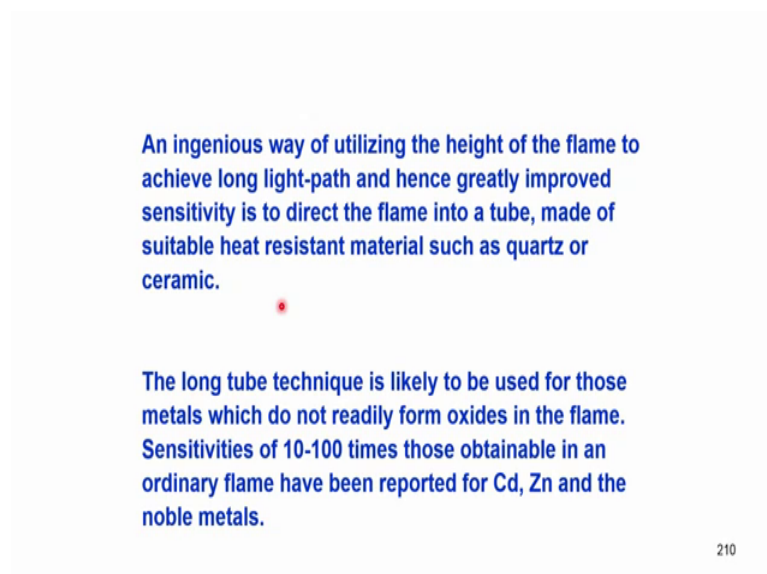 An ingenious way of utilizing the height of the flame to
achieve long light-path and hence greatly improved
sensitivity is to direct the flame into a tube, made of
suitable heat resistant material such as quartz or
ceramic.
The long tube technique is likely to be used for those
metals which do not readily form oxides in the flame.
Sensitivities of 10-100 times those obtainable in an
ordinary flame have been reported for Cd, Zn and the
noble metals.
210